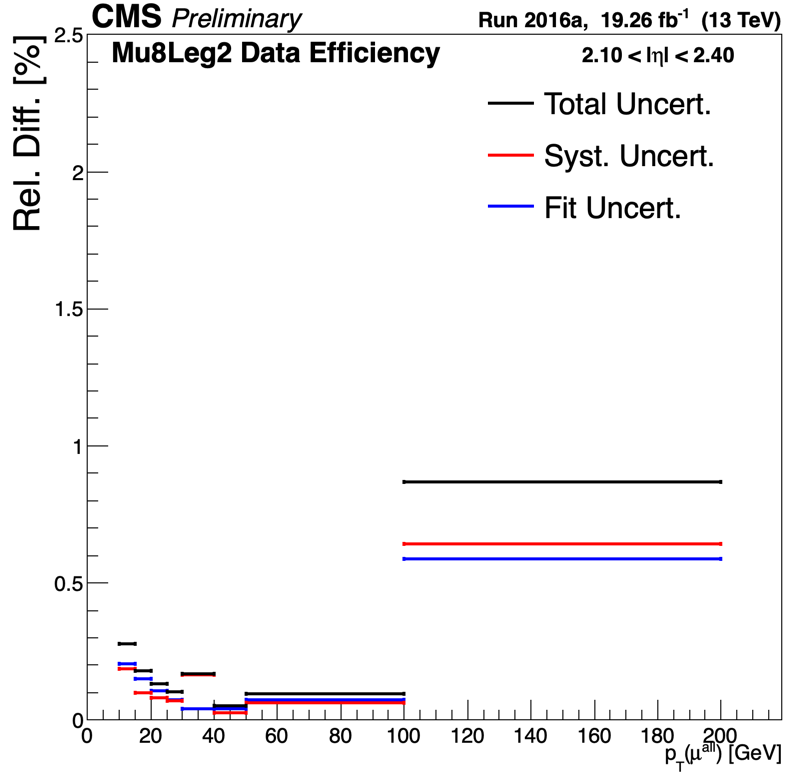 CMS Preliminary Run 2016a, 19.26 fb⁻¹ (13 TeV)
Mu8Leg2 Data Efficiency 2.10 < |η| < 2.40
Total Uncert.
Syst. Uncert.
Fit Uncert.
Rel. Diff. [%]
2.5
2
1.5
1
0.5
0
0 20 40 60 80 100 120 140 160 180 200
p_T(μ^all) [GeV]